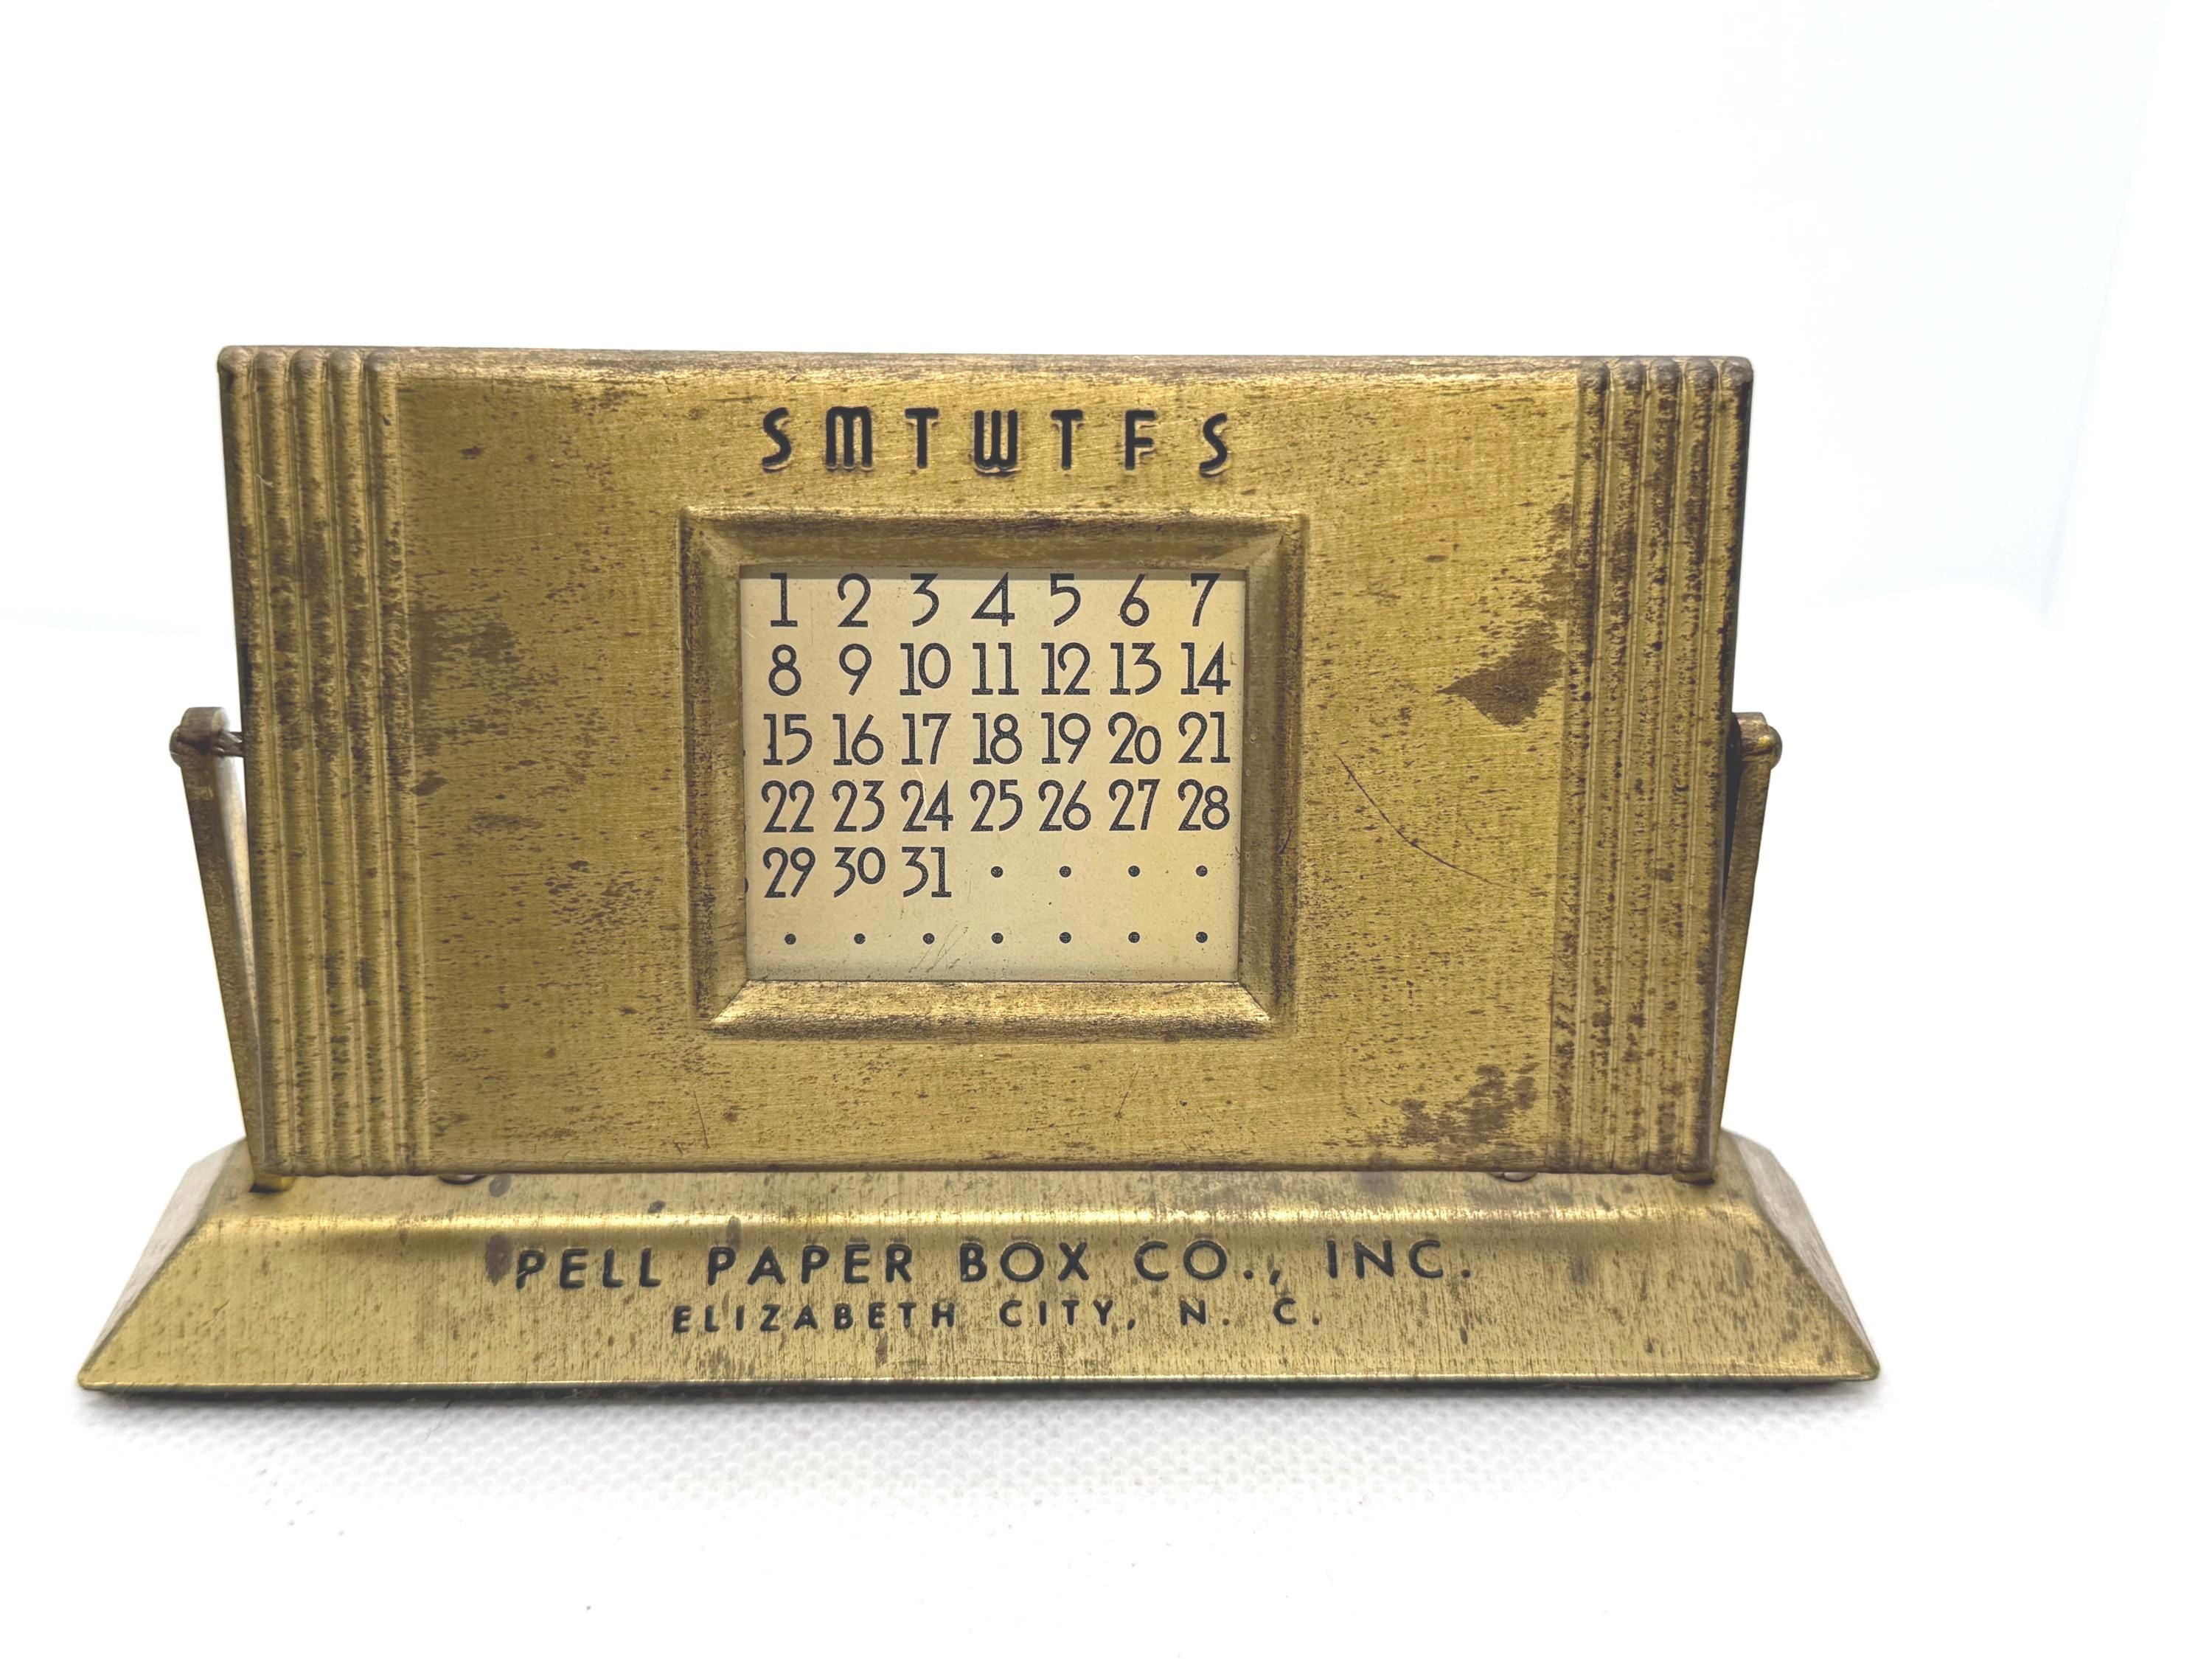 S M T W T F S
1 2 3 4 5 6 7
8 9 10 11 12 13 14
15 16 17 18 19 20 21
22 23 24 25 26 27 28
29 30 31 • • • •
• • • • • • •
PELL PAPER BOX CO., INC.
ELIZABETH CITY, N. C.